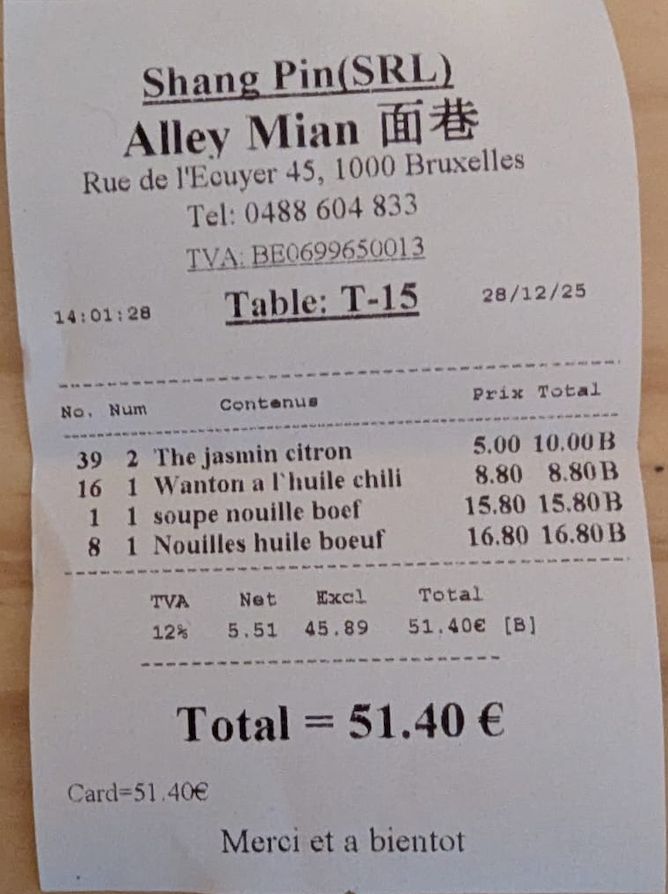 Shang Pin(SRL)
Alley Mian 面巷
Rue de l'Ecuyer 45, 1000 Bruxelles
Tel: 0488 604 833
TVA: BE0699650013
14:01:28 Table: T-15 28/12/25
No. Num Contenus Prix Total
39 2 The jasmin citron 5.00 10.00B
16 1 Wanton a l`huile chili 8.80 8.80B
1 1 soupe nouille boef 15.80 15.80B
8 1 Nouilles huile boeuf 16.80 16.80B
TVA Net Excl Total
12% 5.51 45.89 51.40€ [B]
Total = 51.40 €
Card=51.40€
Merci et a bientot